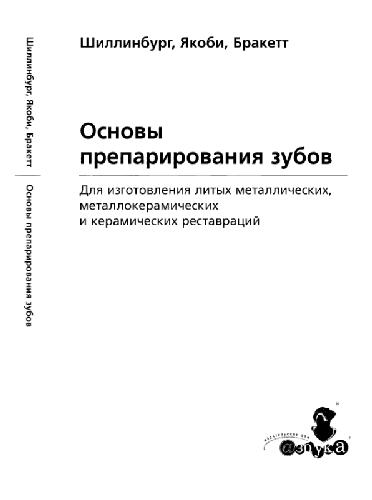 Шиллинбург, Якоби, Бракетт
Основы препарирования зубов
Шиллинбург, Якоби, Бракетт
Основы
препарирования зубов
Для изготовления литых металлических,
металлокерамических
и керамических реставраций
азбука